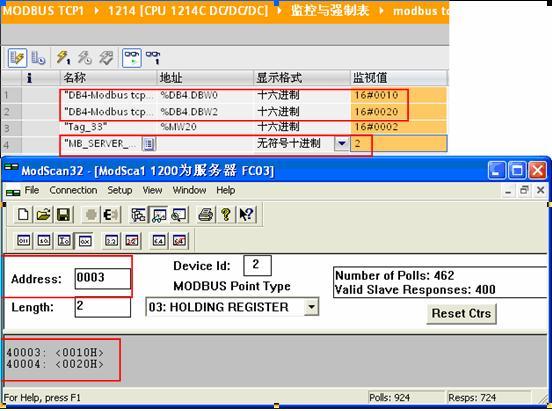 MODBUS TCP1 ▸ 1214 [CPU 1214C DC/DC/DC] ▸ 监控与强制表 ▸ modbus tc
i 名称 地址 显示格式 监视值
1 "DB4-Modbus tcp... %DB4.DBW0 十六进制 16#0010
2 "DB4-Modbus tcp... %DB4.DBW2 十六进制 16#0020
3 "Tag_33" %MW20 十六进制 16#0002
4 "MB_SERVER_... 无符号十进制 2
ModScan32 - [ModSca1 1200为服务器 FC03]
File Connection Setup View Window Help
Address: 0003
Device Id: 2
MODBUS Point Type
Length: 2
03: HOLDING REGISTER
Number of Polls: 462
Valid Slave Responses: 400
Reset Ctrs
40003: <0010H>
40004: <0020H>
For Help, press F1
Polls: 924
Resps: 724